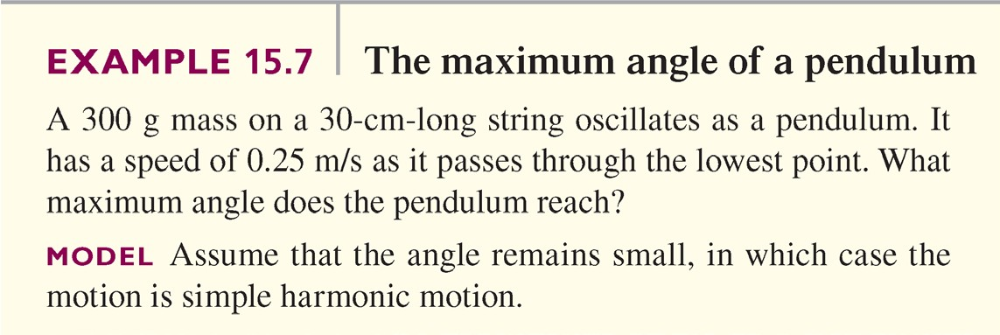 EXAMPLE 15.7 The maximum angle of a pendulum
A 300 g mass on a 30-cm-long string oscillates as a pendulum. It
has a speed of 0.25 m/s as it passes through the lowest point. What
maximum angle does the pendulum reach?
MODEL Assume that the angle remains small, in which case the
motion is simple harmonic motion.